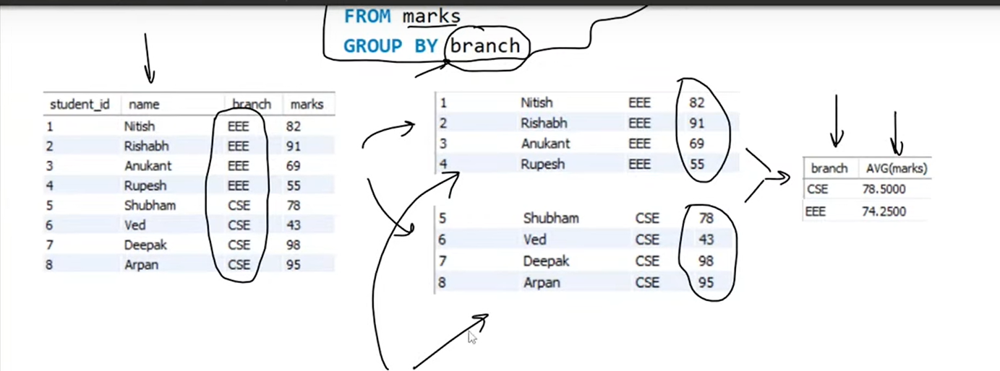 FROM marks
GROUP BY branch
student_id name branch marks
1 Nitish EEE 82
2 Rishabh EEE 91
3 Anukant EEE 69
4 Rupesh EEE 55
5 Shubham CSE 78
6 Ved CSE 43
7 Deepak CSE 98
8 Arpan CSE 95
1 Nitish EEE 82
2 Rishabh EEE 91
3 Anukant EEE 69
4 Rupesh EEE 55
5 Shubham CSE 78
6 Ved CSE 43
7 Deepak CSE 98
8 Arpan CSE 95
branch AVG(marks)
CSE 78.5000
EEE 74.2500